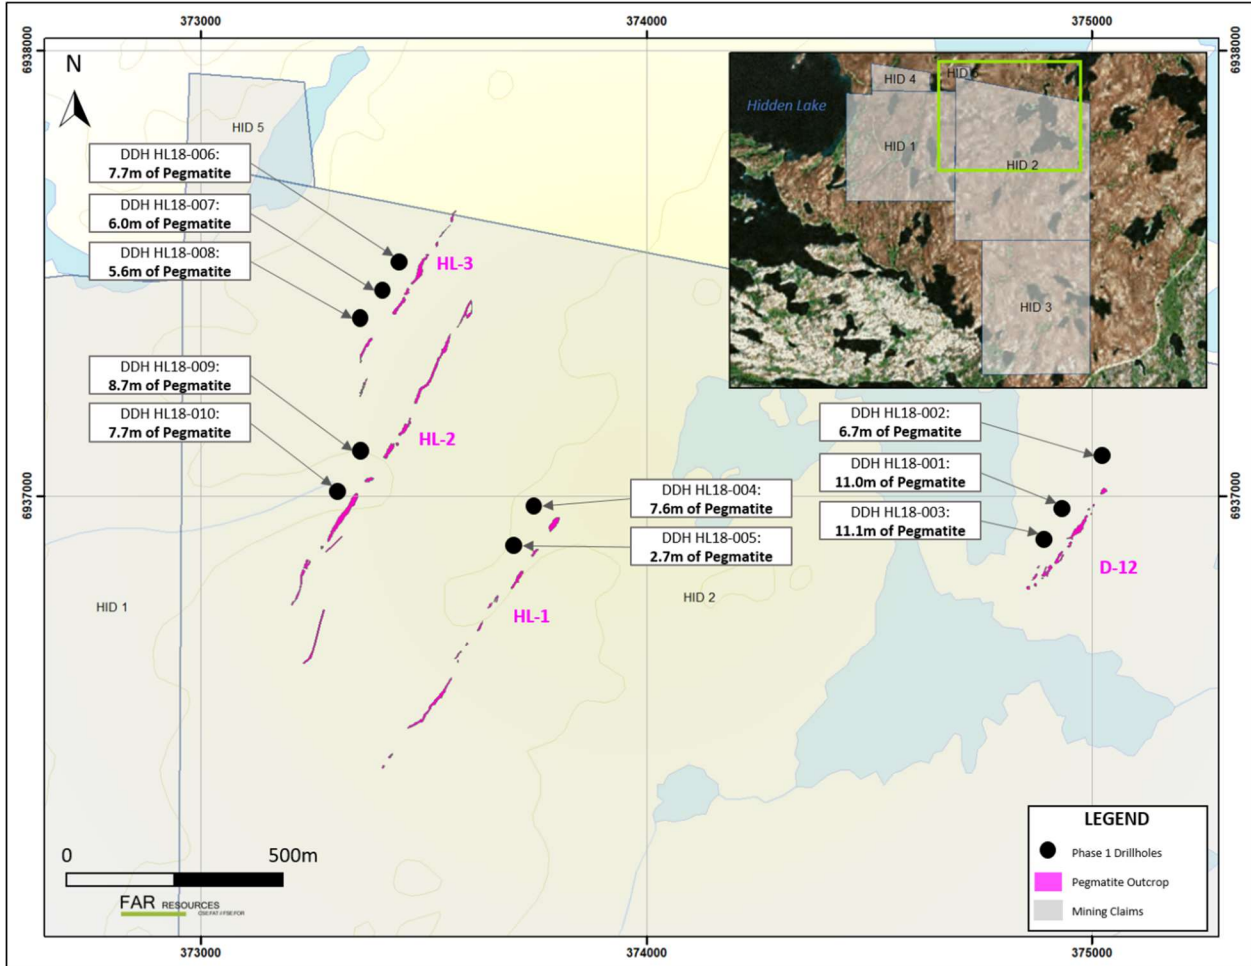 373000
374000
375000
6938000
6938000
N
HID 5
Hidden Lake
HID 4
HID 1
HID 2
HID 3
DDH HL18-006:
7.7m of Pegmatite
DDH HL18-007:
6.0m of Pegmatite
DDH HL18-008:
5.6m of Pegmatite
HL-3
DDH HL18-009:
8.7m of Pegmatite
DDH HL18-010:
7.7m of Pegmatite
HL-2
DDH HL18-002:
6.7m of Pegmatite
DDH HL18-001:
11.0m of Pegmatite
DDH HL18-003:
11.1m of Pegmatite
DDH HL18-004:
7.6m of Pegmatite
DDH HL18-005:
2.7m of Pegmatite
6937000
6937000
D-12
HID 1
HL-1
HID 2
0 500m
FAR RESOURCES
LEGEND
Phase 1 Drillholes
Pegmatite Outcrop
Mining Claims
373000
374000
375000